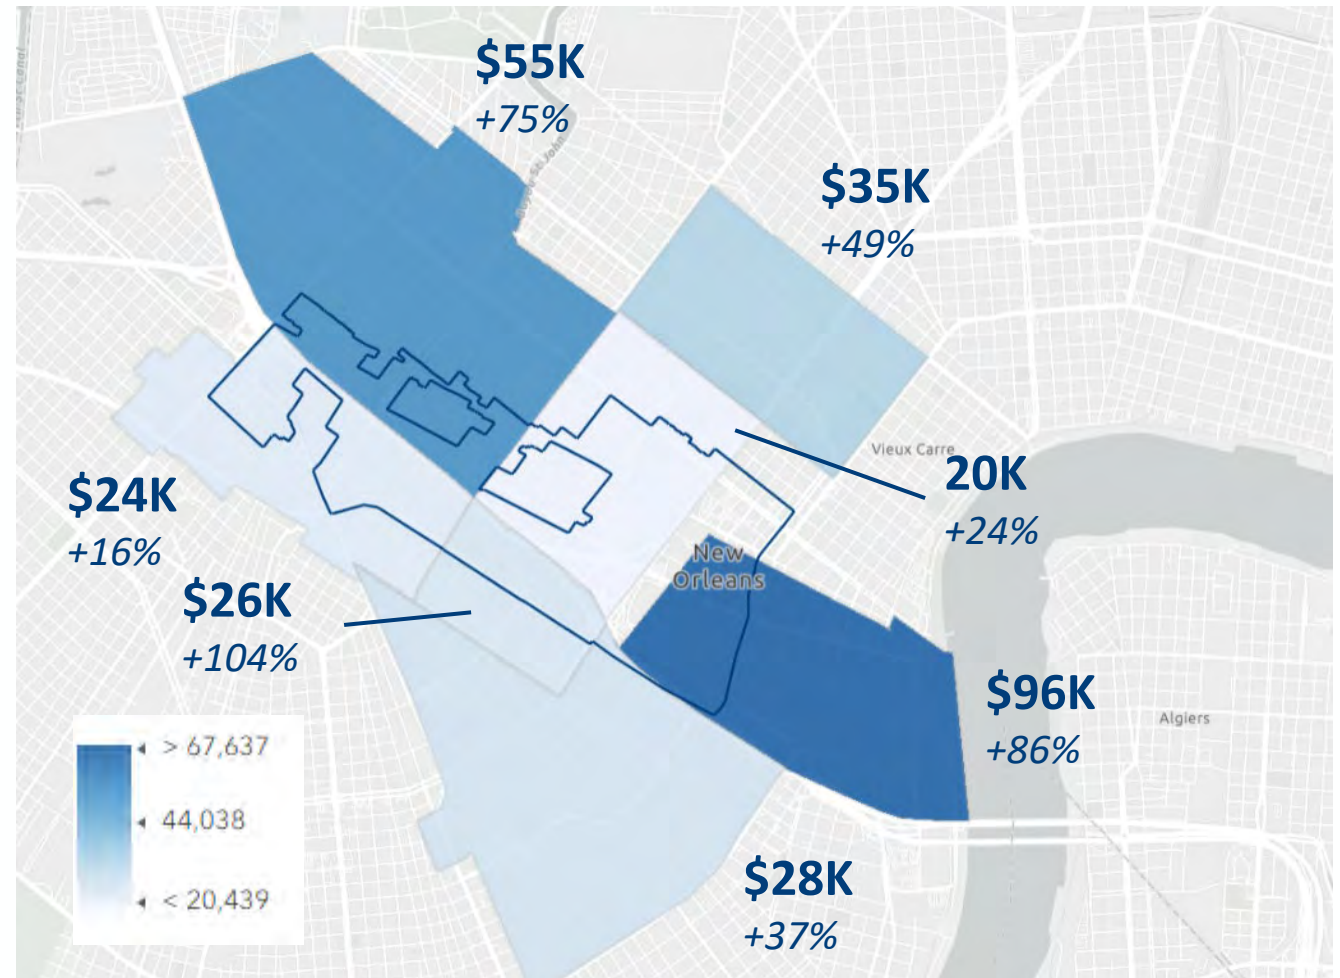 $55K
+75%
$35K
+49%
Vieux Carre
20K
+24%
$24K
+16%
$26K
+104%
New
Orleans
$96K
+86%
Algiers
> 67,637
44,038
< 20,439
$28K
+37%